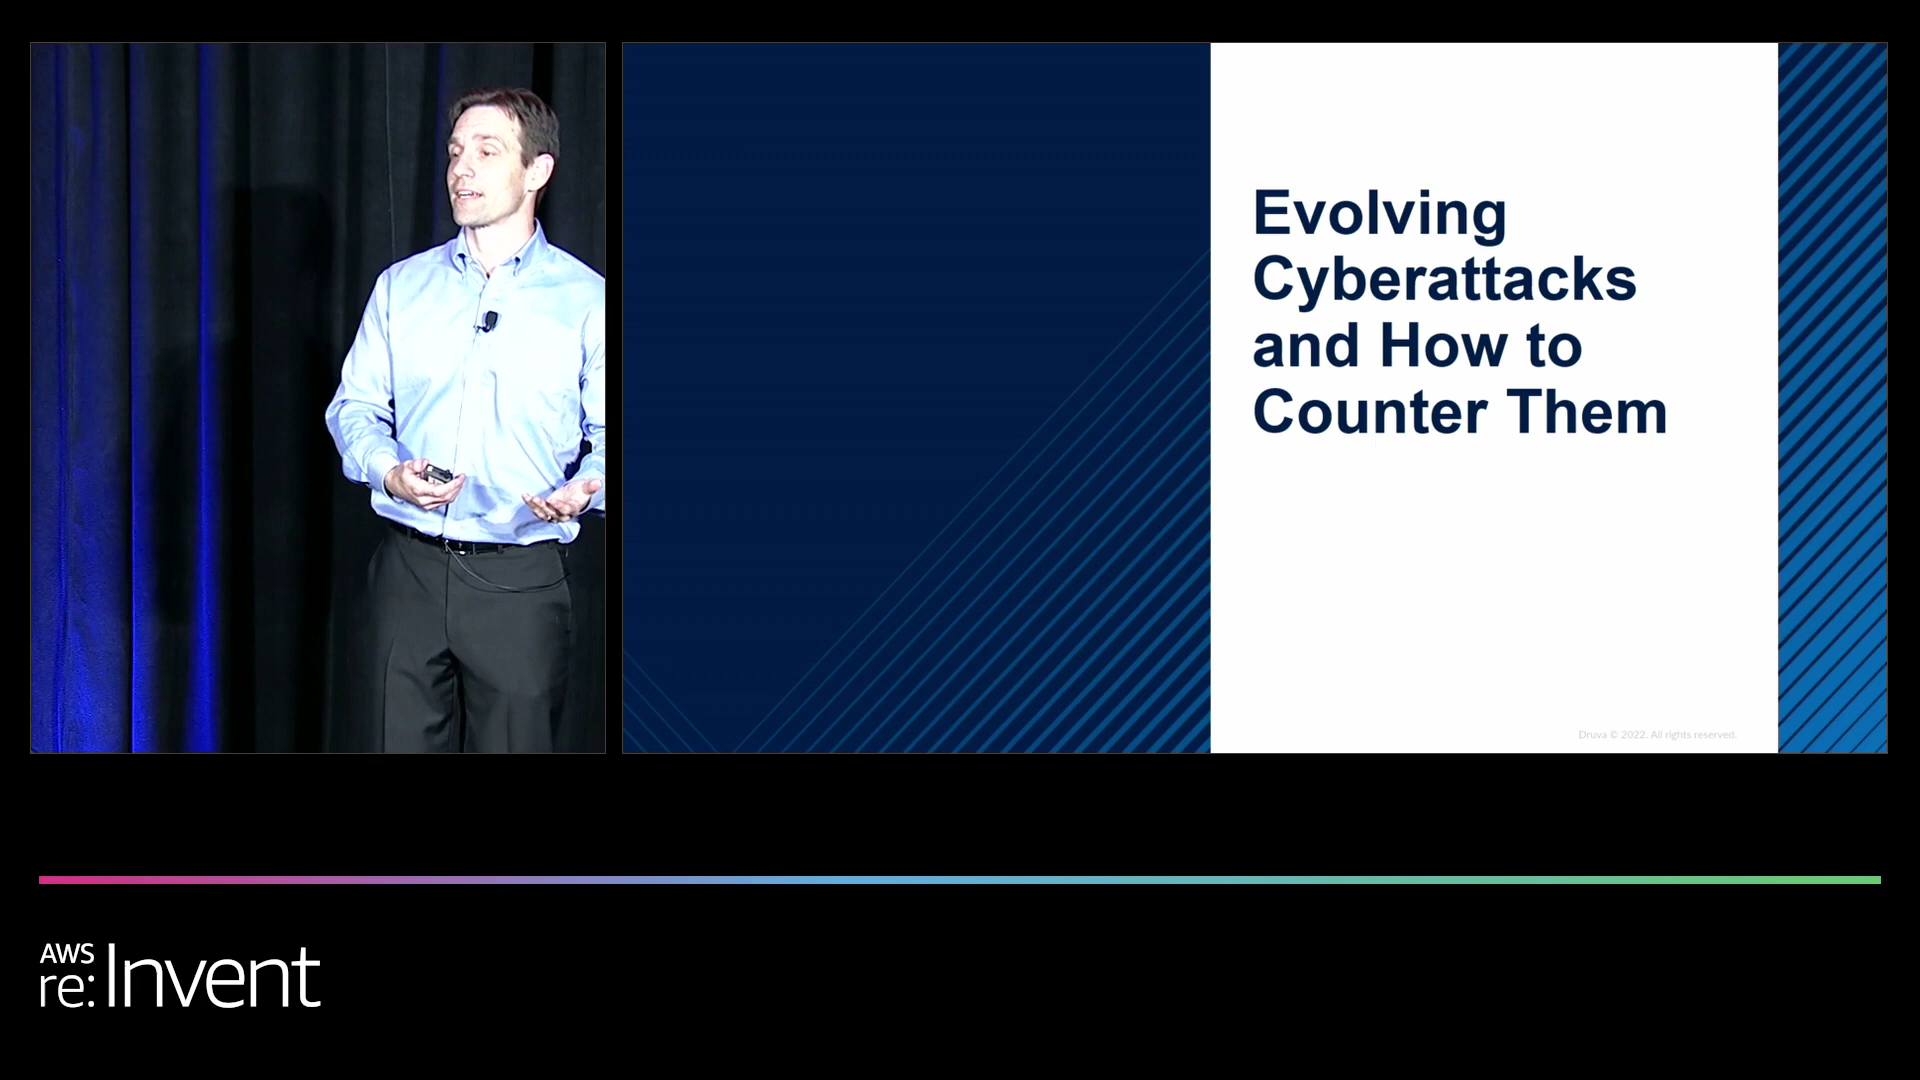 Evolving
Cyberattacks
and How to
Counter Them
Druva © 2022. All rights reserved.
AWS
re:Invent